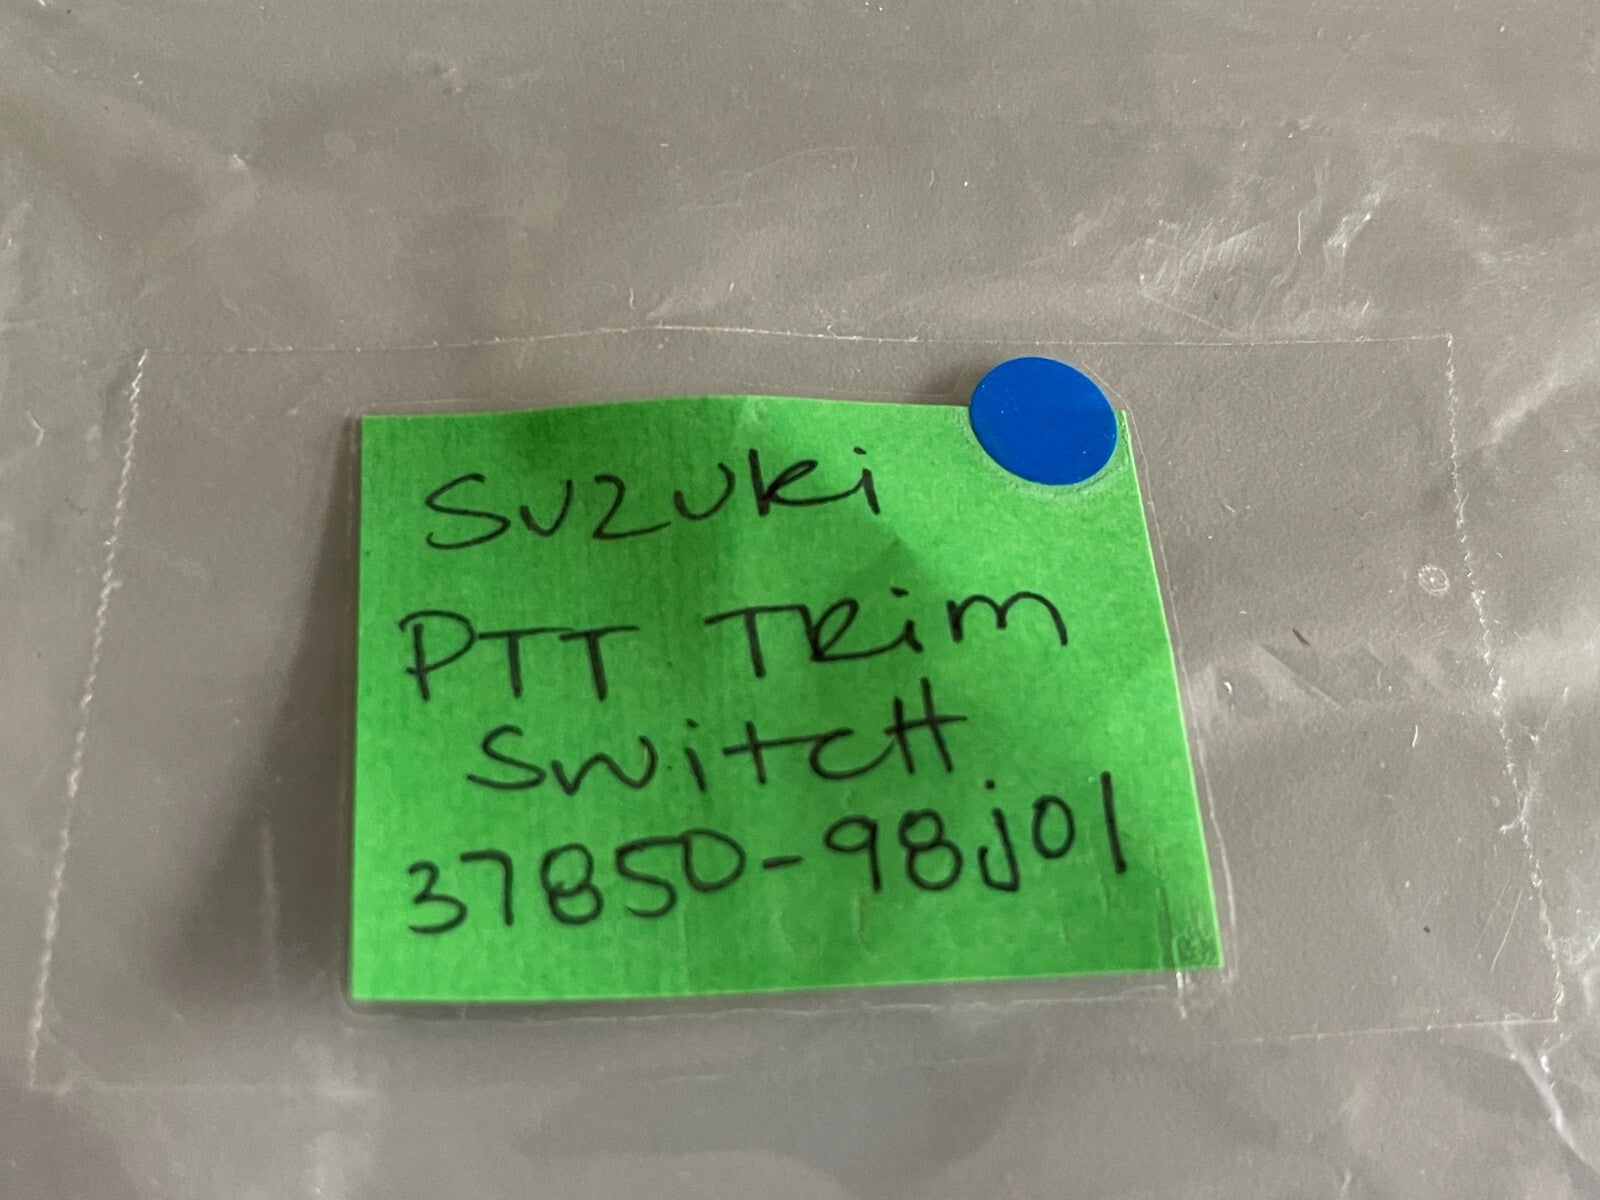 Suzuki
PTT TRim
SwitcH
37850-98j01